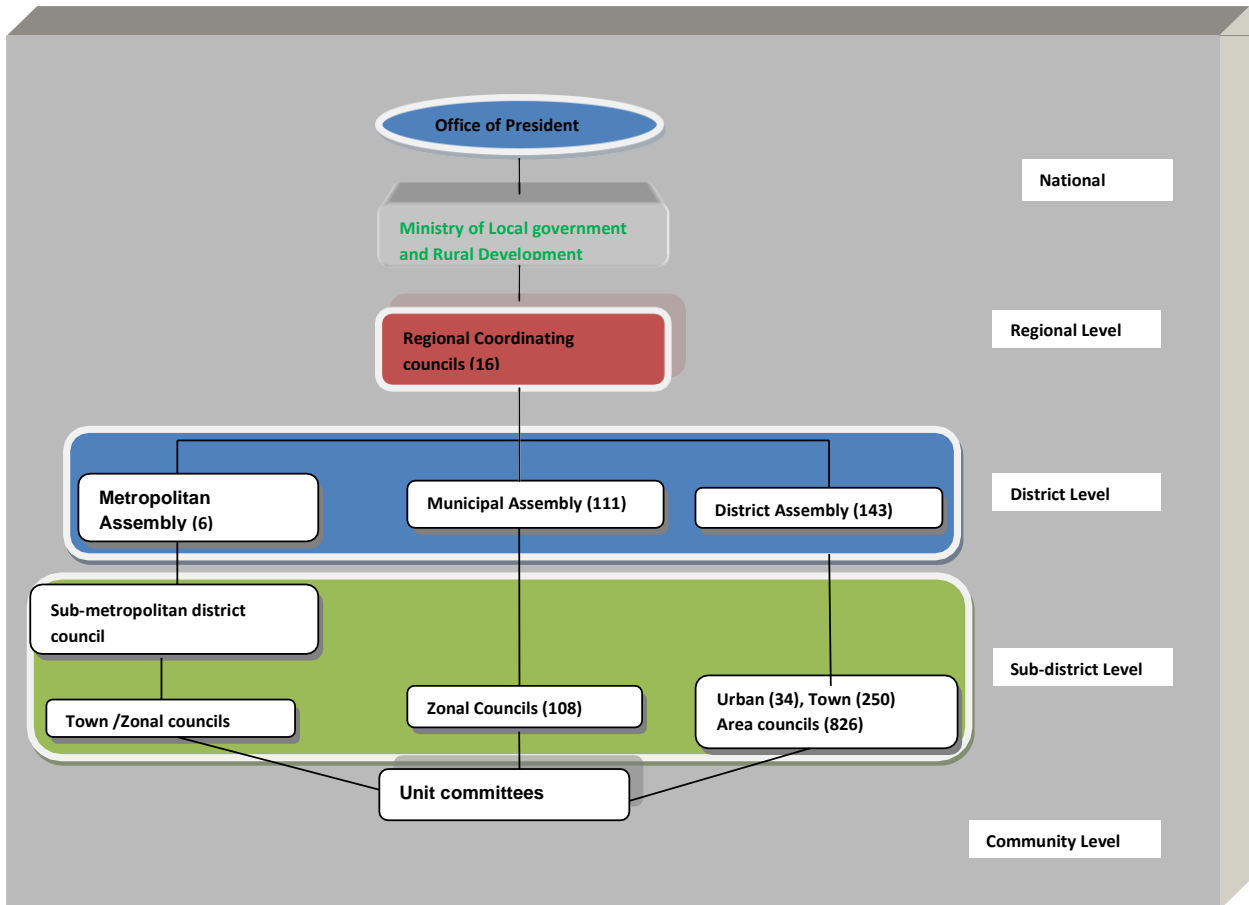 Office of President
National
Ministry of Local government
and Rural Development
Regional Coordinating
councils (16)
Regional Level
Metropolitan
Assembly (6)
Municipal Assembly (111)
District Assembly (143)
District Level
Sub-metropolitan district
council
Sub-district Level
Town /Zonal councils
Zonal Councils (108)
Urban (34), Town (250)
Area councils (826)
Unit committees
Community Level